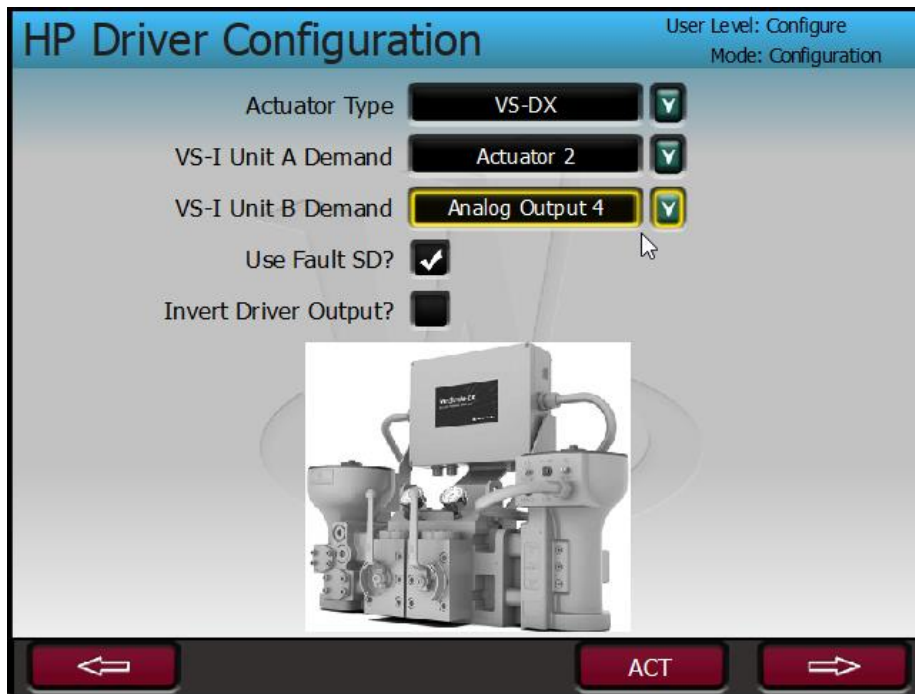 HP Driver Configuration
User Level: Configure
Mode: Configuration
Actuator Type VS-DX
VS-I Unit A Demand Actuator 2
VS-I Unit B Demand Analog Output 4
Use Fault SD?
Invert Driver Output?
ACT